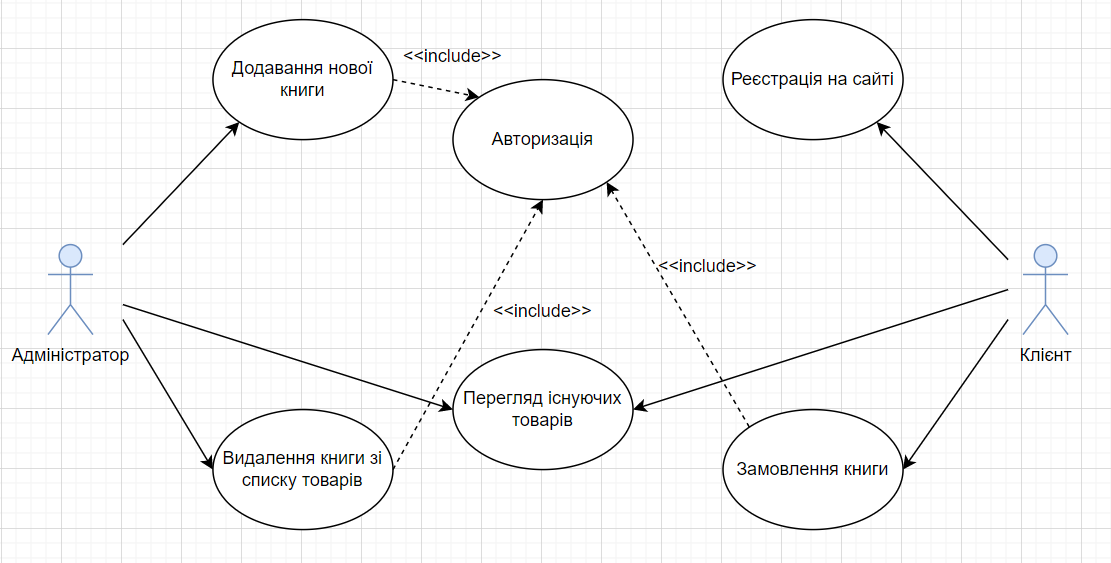 <<include>>
Додавання нової
книги
Реєстрація на сайті
Авторизація
<<include>>
<<include>>
Адміністратор
Клієнт
Перегляд існуючих
товарів
Видалення книги зі
списку товарів
Замовлення книги